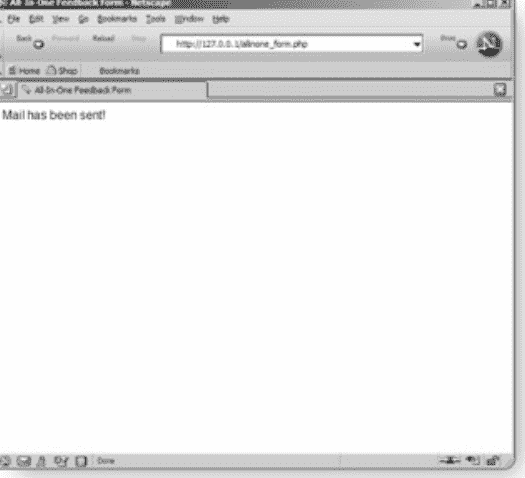 All-In-One Feedback Form - Netscape
File Edit View Go Bookmarks Tools Window Help
Back Forward Reload Stop http://127.0.0.1/allinone_form.php Print
Home Shop Bookmarks
All-In-One Feedback Form
Mail has been sent!
Done